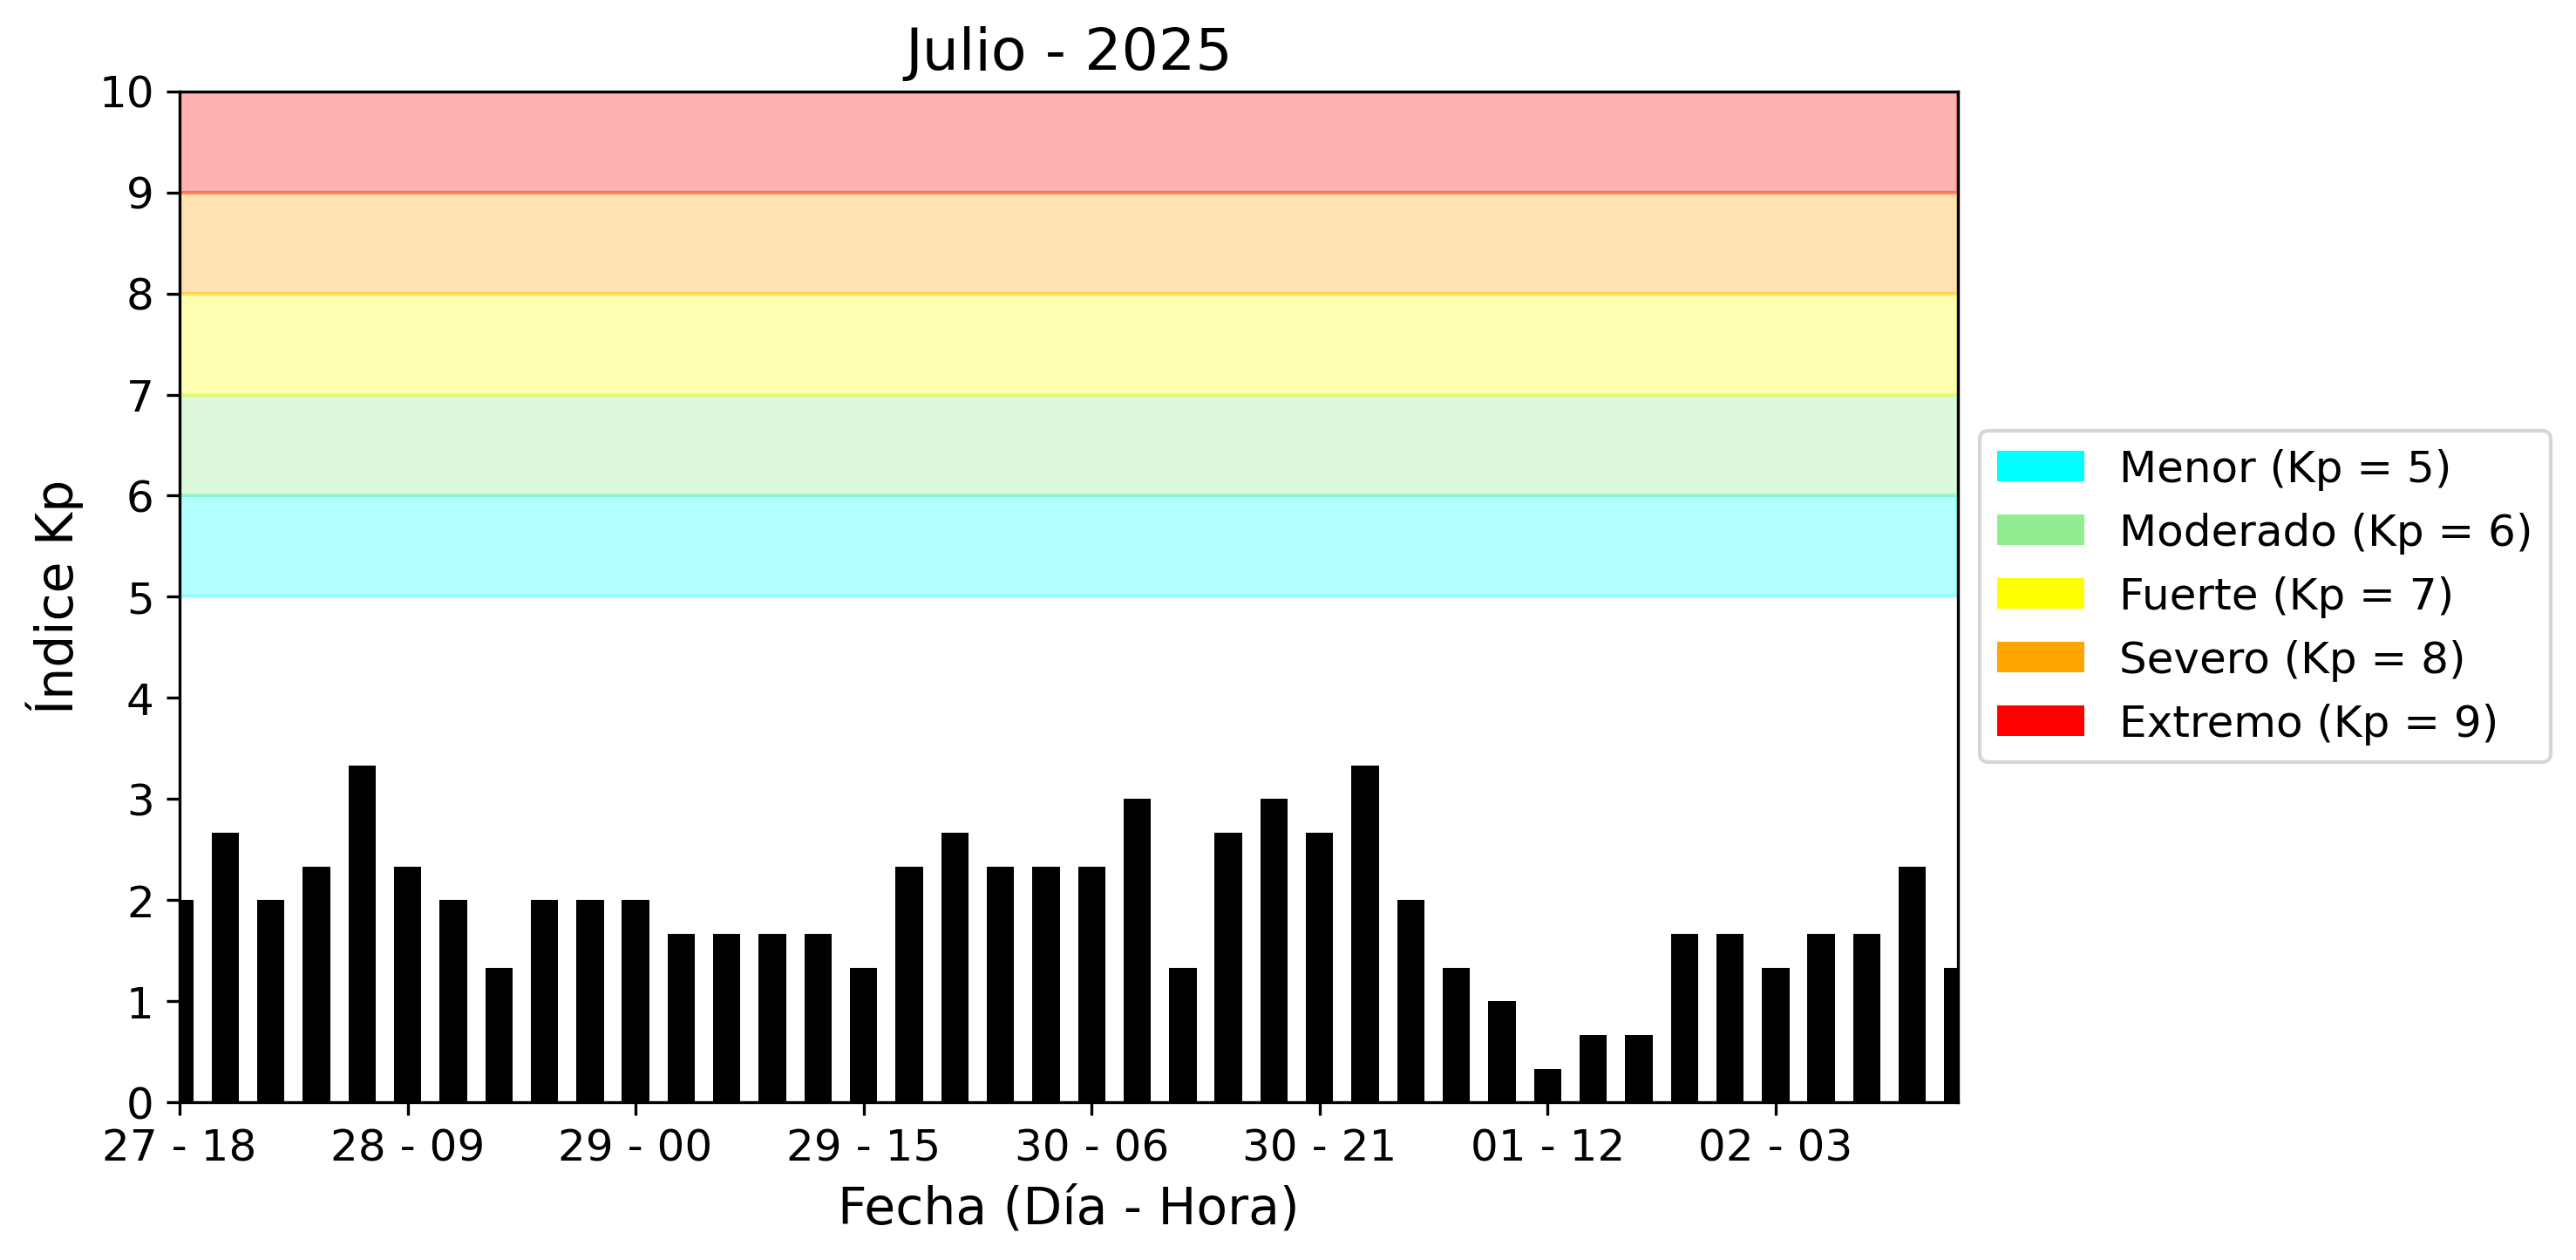 Julio - 2025
10
9
8
7
6
5
4
3
2
1
0
Índice Kp
27 - 18
28 - 09
29 - 00
29 - 15
30 - 06
30 - 21
01 - 12
02 - 03
Fecha (Día - Hora)
Menor (Kp = 5)
Moderado (Kp = 6)
Fuerte (Kp = 7)
Severo (Kp = 8)
Extremo (Kp = 9)